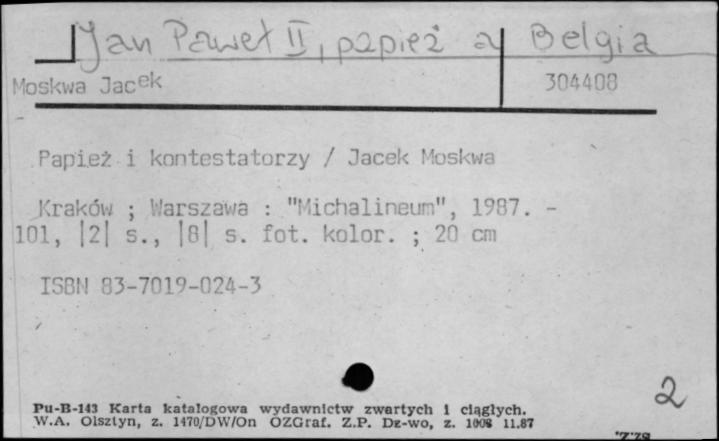 Jan Paweł II, papież a Belgia
Moskwa Jacek 304408
Papież i kontestatorzy / Jacek Moskwa
Kraków ; Warszawa : "Michalineum", 1987. -
101, |2| s., |8| s. fot. kolor. ; 20 cm
ISBN 83-7019-024-3
2
Pu-B-143 Karta katalogowa wydawnictw zwartych i ciągłych.
W.A. Olsztyn, z. 1470/DW/On OZGraf. Z.P. Dz-wo, z. 1008 11.87